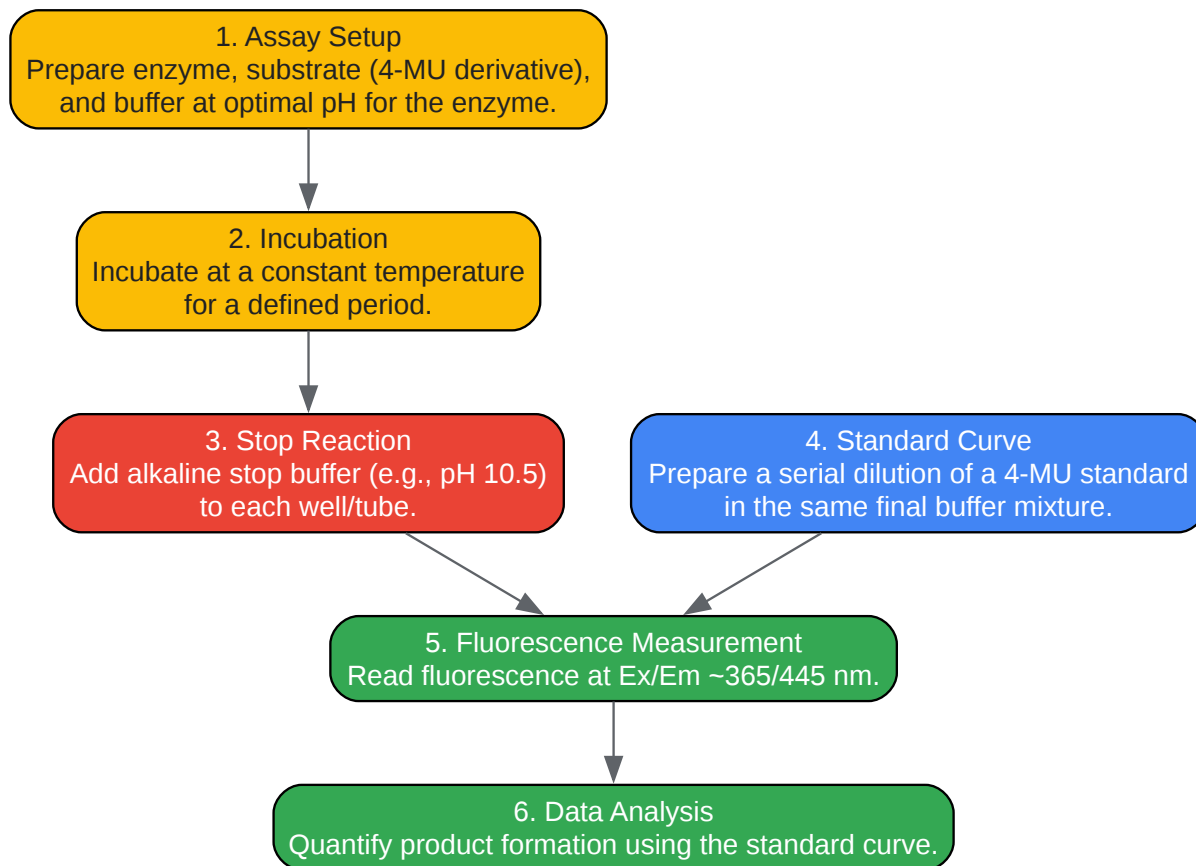 1. Assay Setup
Prepare enzyme, substrate (4-MU derivative),
and buffer at optimal pH for the enzyme.
2. Incubation
Incubate at a constant temperature
for a defined period.
3. Stop Reaction
Add alkaline stop buffer (e.g., pH 10.5)
to each well/tube.
4. Standard Curve
Prepare a serial dilution of a 4-MU standard
in the same final buffer mixture.
5. Fluorescence Measurement
Read fluorescence at Ex/Em ~365/445 nm.
6. Data Analysis
Quantify product formation using the standard curve.